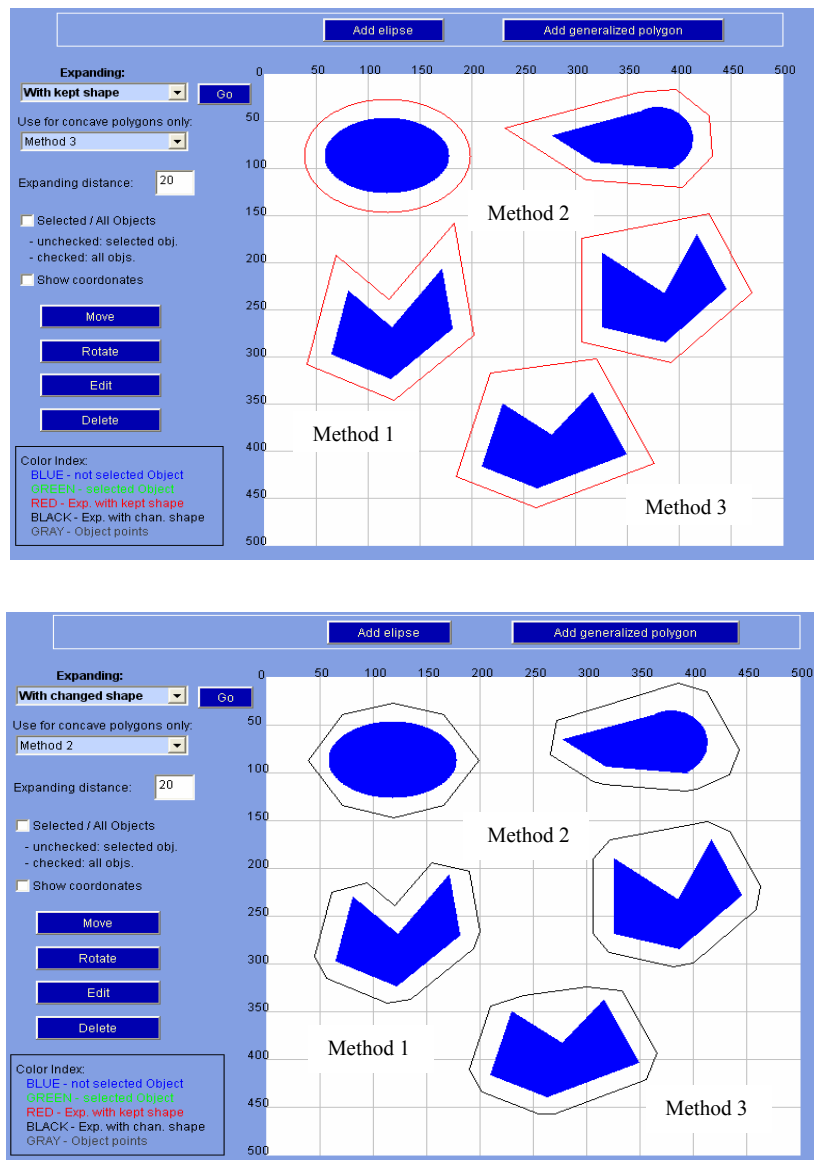 Add elipse Add generalized polygon
Expanding:
With kept shape Go
Use for concave polygons only:
Method 3
Expanding distance: 20
Selected / All Objects
- unchecked: selected obj.
- checked: all objs.
Show coordonates
Move
Rotate
Edit
Delete
Color Index:
BLUE - not selected Object
GREEN - selected Object
RED - Exp. with kept shape
BLACK - Exp. with chan. shape
GRAY - Object points
0 50 100 150 200 250 300 350 400 450 500
50
100
150
200
250
300
350
400
450
500
Method 2
Method 1
Method 3
Add elipse Add generalized polygon
Expanding:
With changed shape Go
Use for concave polygons only:
Method 2
Expanding distance: 20
Selected / All Objects
- unchecked: selected obj.
- checked: all objs.
Show coordonates
Move
Rotate
Edit
Delete
Color Index:
BLUE - not selected Object
GREEN - selected Object
RED - Exp. with kept shape
BLACK - Exp. with chan. shape
GRAY - Object points
0 50 100 150 200 250 300 350 400 450 500
50
100
150
200
250
300
350
400
450
500
Method 2
Method 1
Method 3